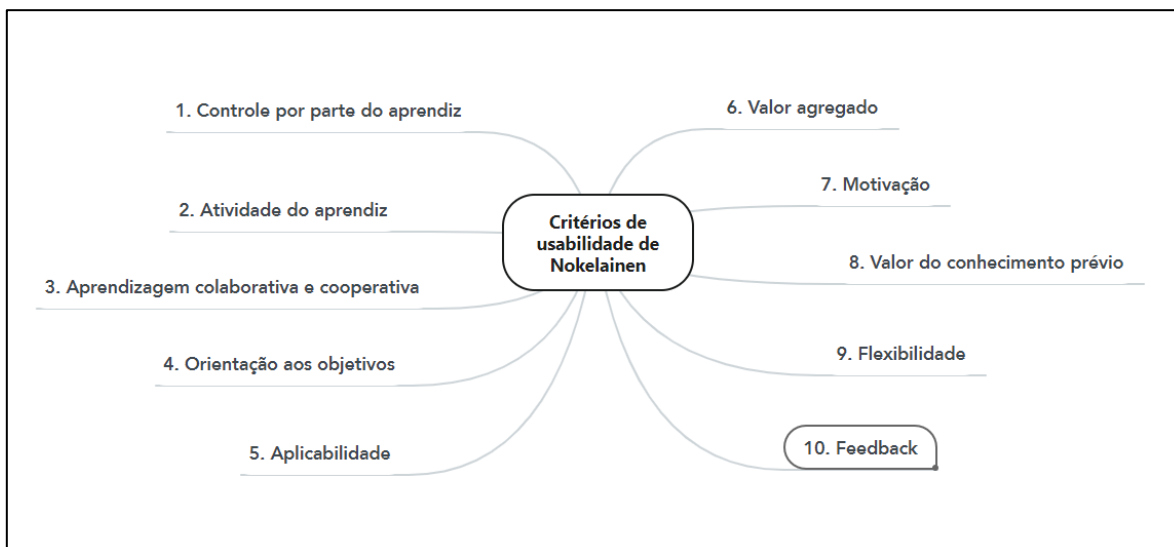 1. Controle por parte do aprendiz
2. Atividade do aprendiz
3. Aprendizagem colaborativa e cooperativa
4. Orientação aos objetivos
5. Aplicabilidade
Critérios de
usabilidade de
Nokelainen
6. Valor agregado
7. Motivação
8. Valor do conhecimento prévio
9. Flexibilidade
10. Feedback